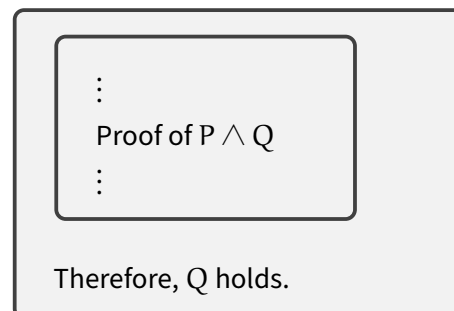 ⋮
Proof of P ∧ Q
⋮
Therefore, Q holds.